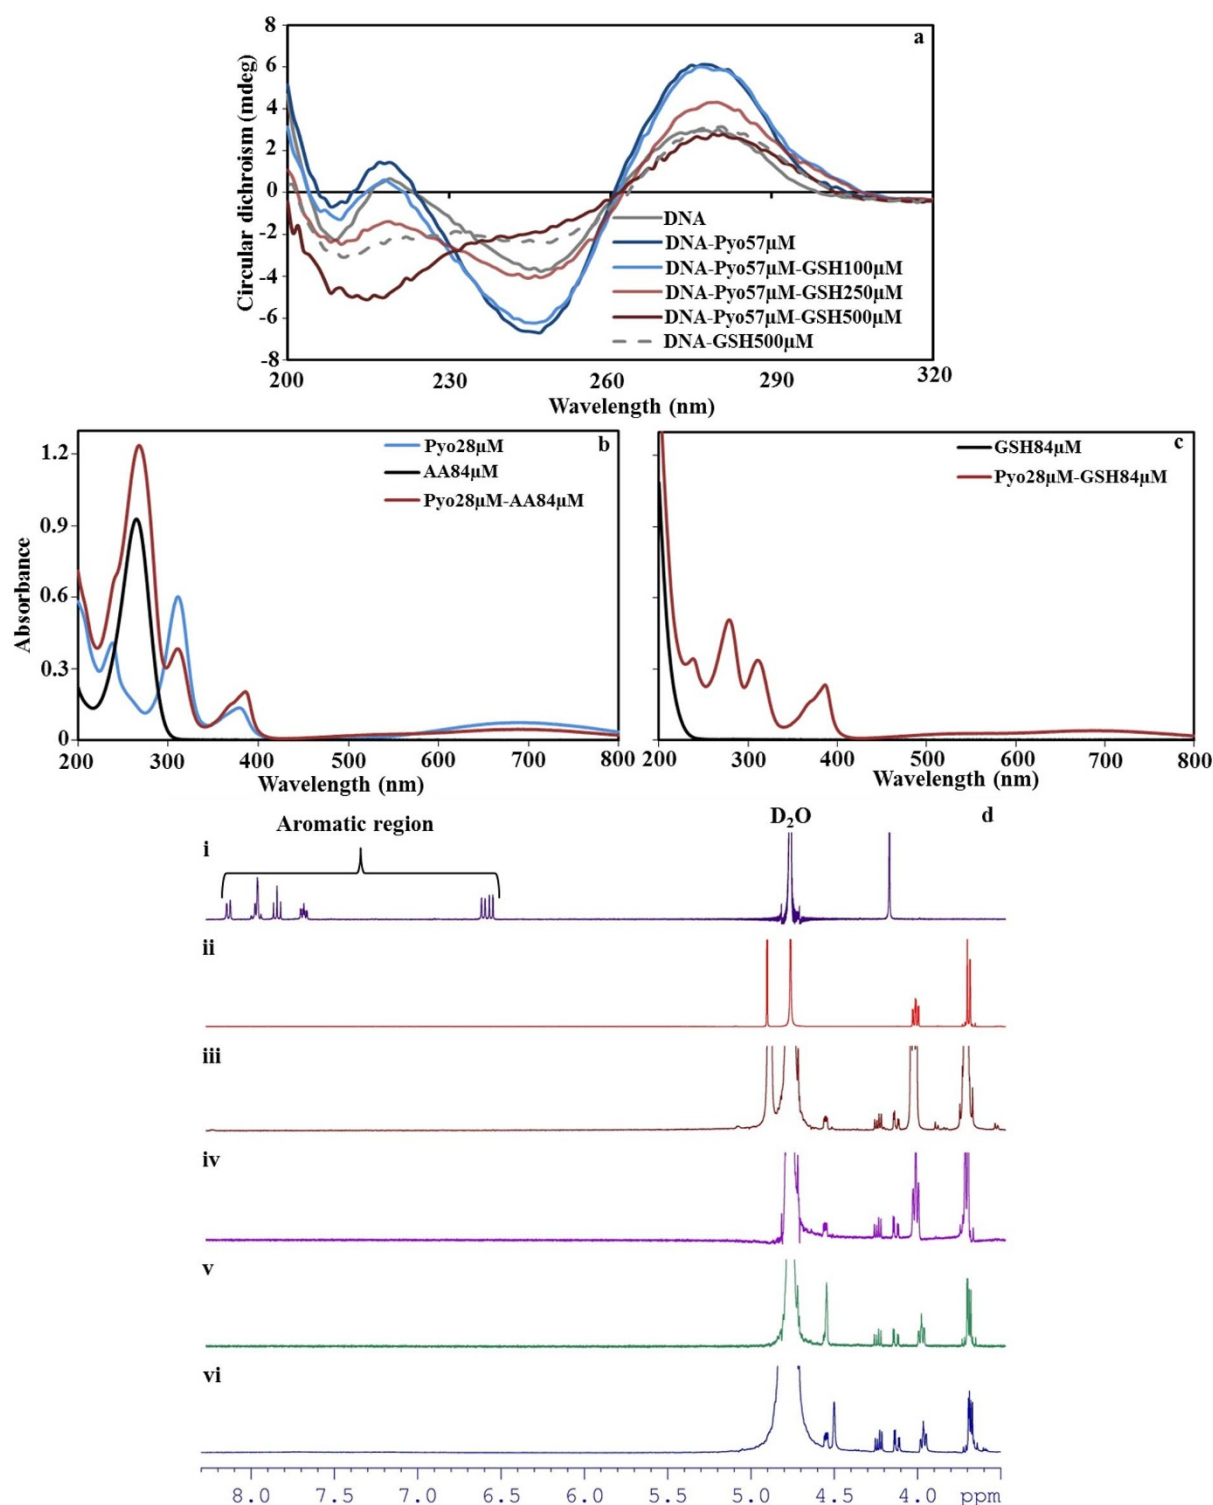 a
Circular dichroism (mdeg)
8
6
4
2
0
-2
-4
-6
-8
DNA
DNA-Pyo57µM
DNA-Pyo57µM-GSH100µM
DNA-Pyo57µM-GSH250µM
DNA-Pyo57µM-GSH500µM
DNA-GSH500µM
200 230 260 290 320
Wavelength (nm)
b
Absorbance
1.2
0.9
0.6
0.3
0
Pyo28µM
AA84µM
Pyo28µM-AA84µM
200 300 400 500 600 700 800
Wavelength (nm)
c
GSH84µM
Pyo28µM-GSH84µM
200 300 400 500 600 700 800
Wavelength (nm)
Aromatic region
D₂O
d
i
ii
iii
iv
v
vi
8.0 7.5 7.0 6.5 6.0 5.5 5.0 4.5 4.0 ppm